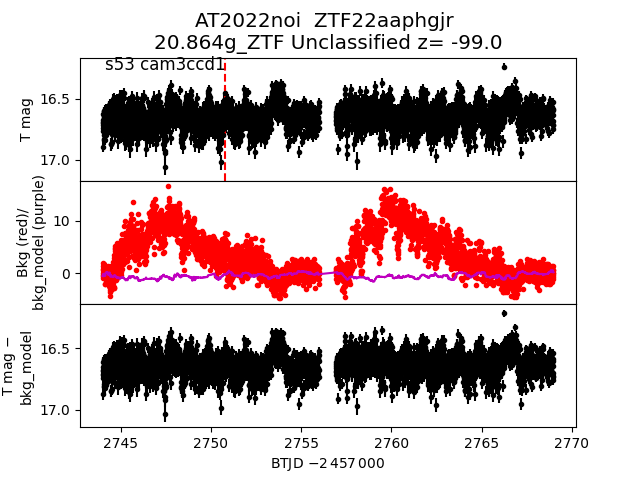 AT2022noi  ZTF22aaphgjr
20.864g_ZTF Unclassified z= -99.0
s53 cam3ccd1
16.5
17.0
T mag
10
0
Bkg (red)/
bkg_model (purple)
16.5
17.0
T mag −
bkg_model
2745
2750
2755
2760
2765
2770
BTJD −2 457 000